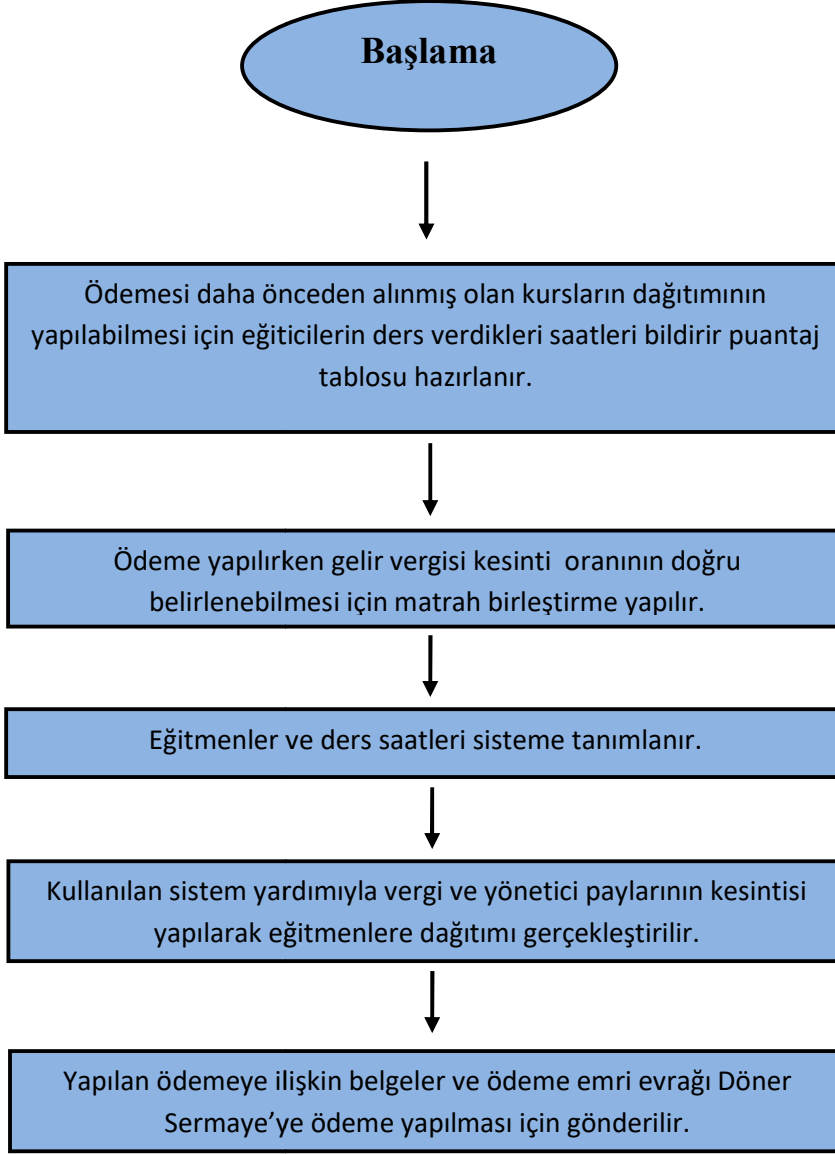 Başlama
Ödemesi daha önceden alınmış olan kursların dağıtımının
yapılabilmesi için eğiticilerin ders verdikleri saatleri bildirir puantaj
tablosu hazırlanır.
Ödeme yapılırken gelir vergisi kesinti  oranının doğru
belirlenebilmesi için matrah birleştirme yapılır.
Eğitmenler ve ders saatleri sisteme tanımlanır.
Kullanılan sistem yardımıyla vergi ve yönetici paylarının kesintisi
yapılarak eğitmenlere dağıtımı gerçekleştirilir.
Yapılan ödemeye ilişkin belgeler ve ödeme emri evrağı Döner
Sermaye’ye ödeme yapılması için gönderilir.